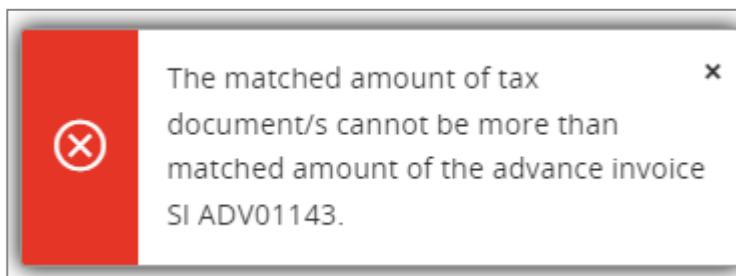 The matched amount of tax
document/s cannot be more than
matched amount of the advance invoice
SI ADV01143.